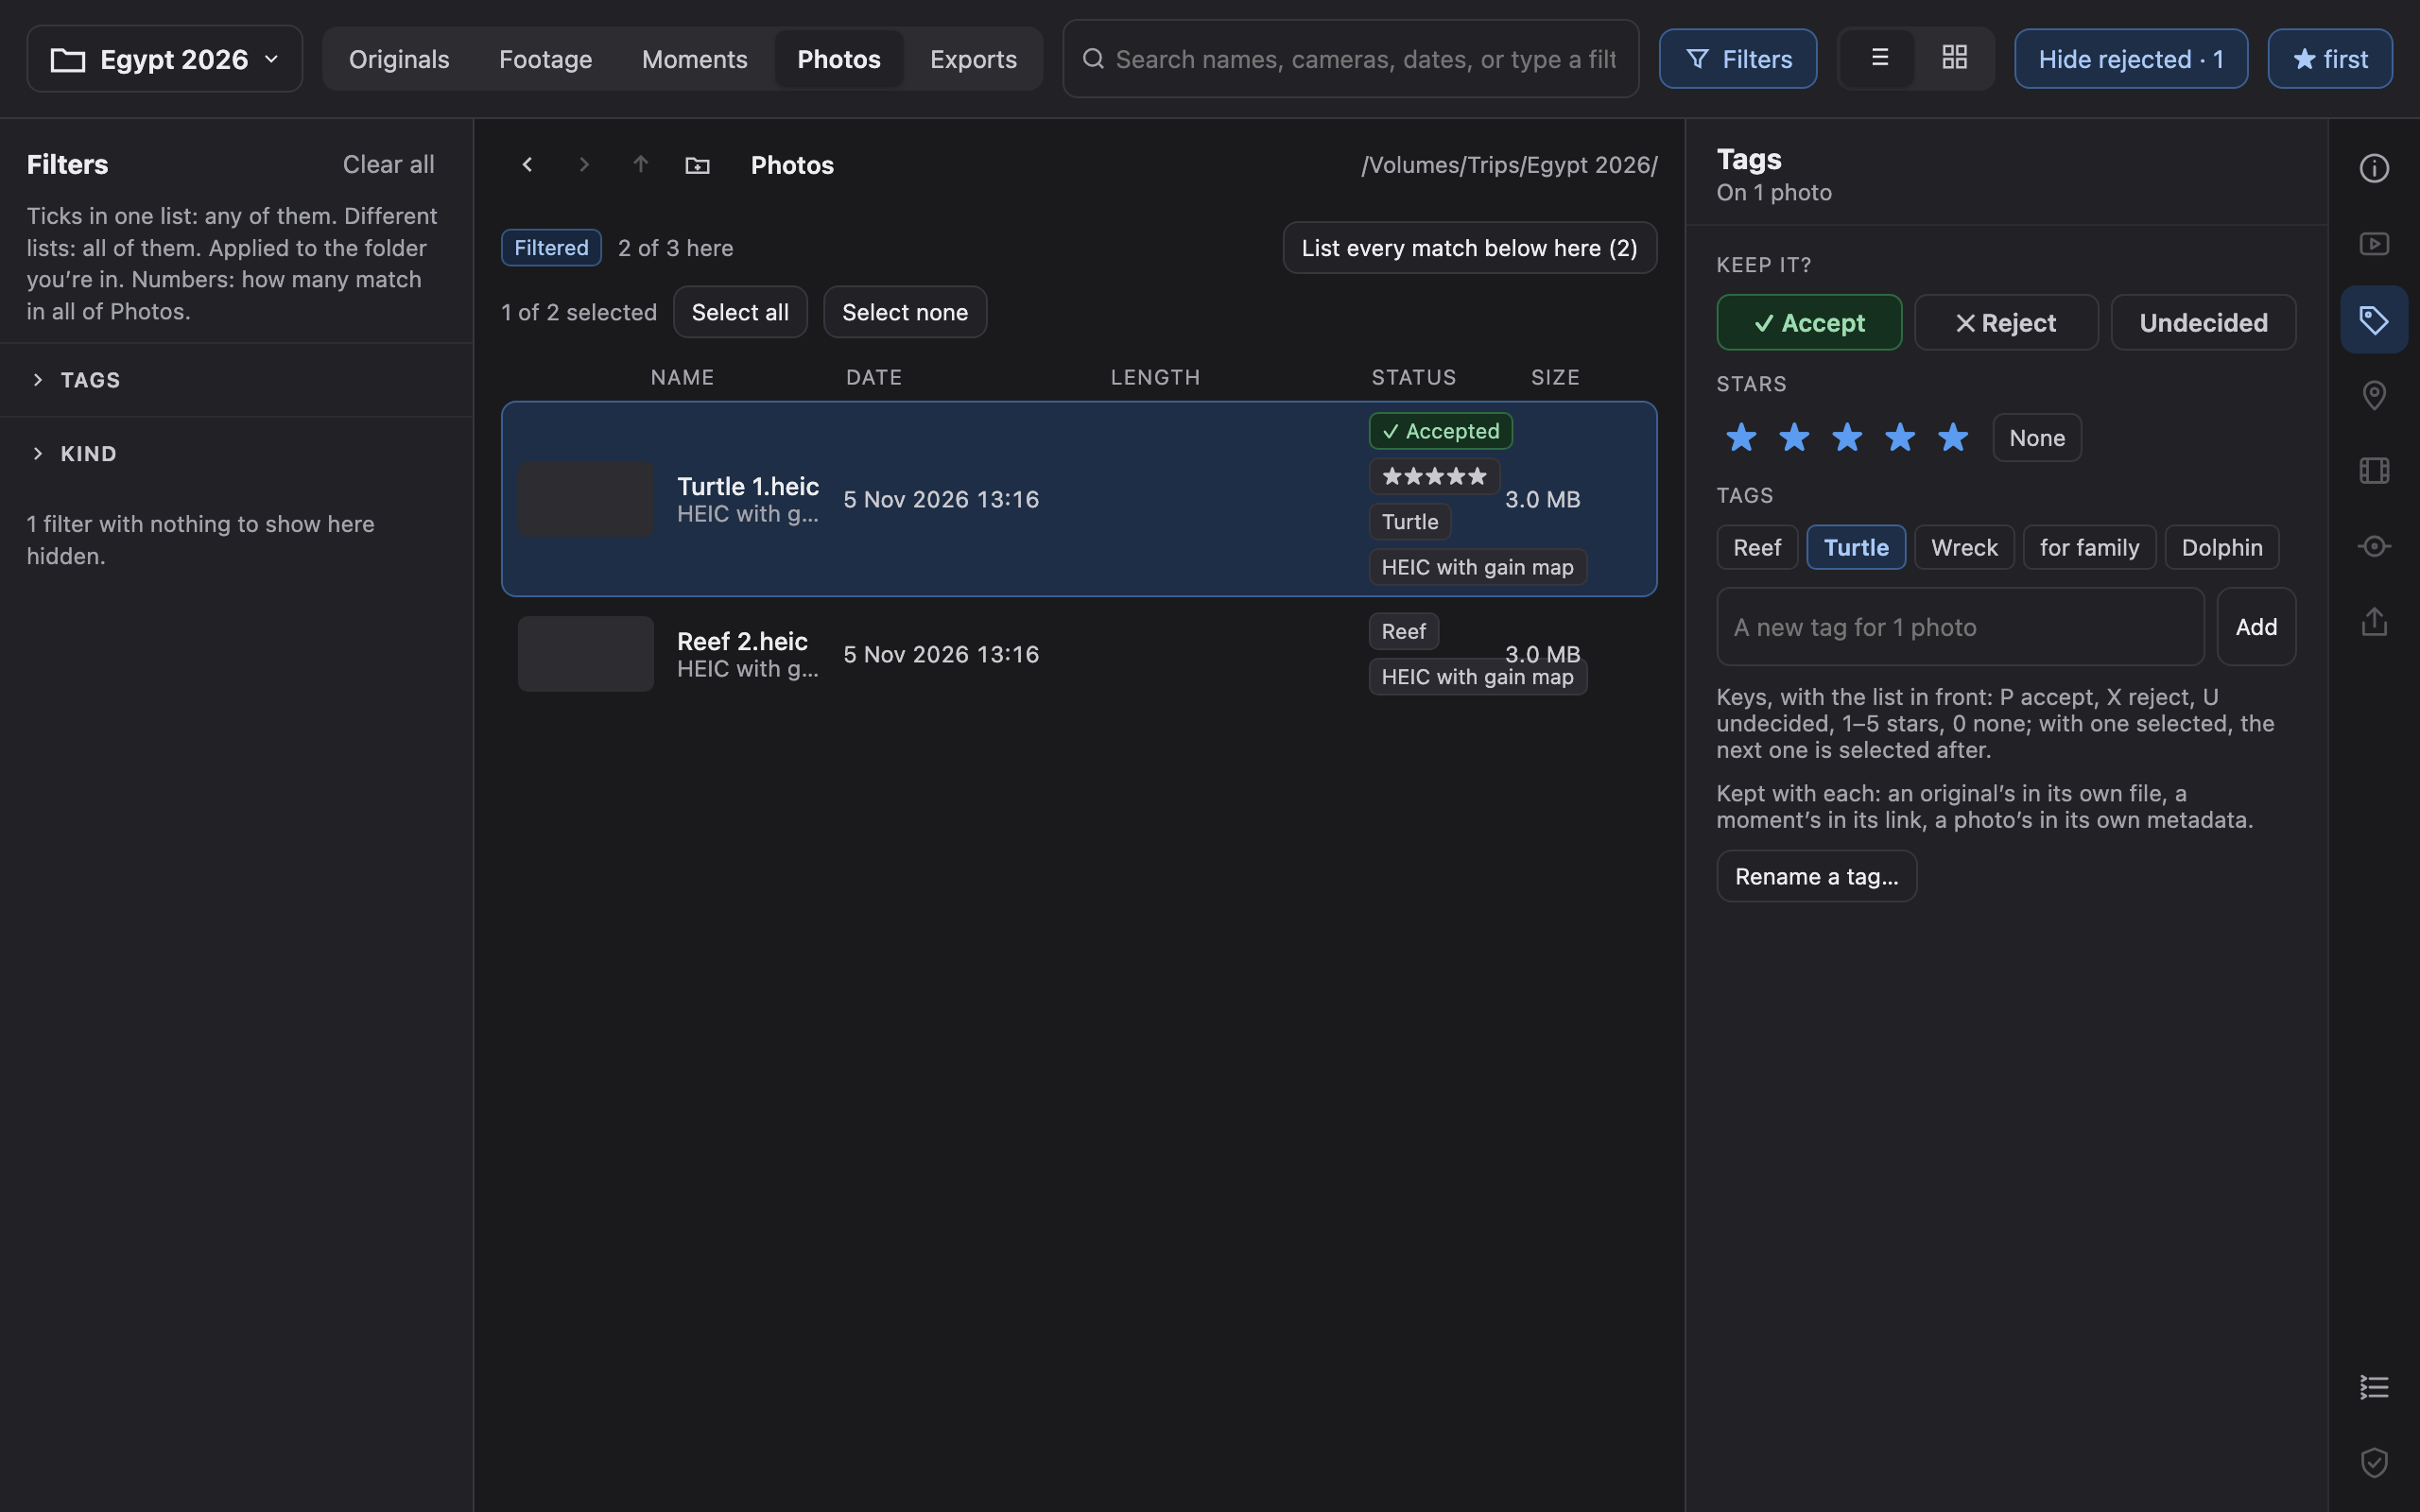 Egypt 2026
Originals Footage Moments Photos Exports
Search names, cameras, dates, or type a filt
Filters
Hide rejected · 1
★ first
Filters
Clear all
Ticks in one list: any of them. Different
lists: all of them. Applied to the folder
you’re in. Numbers: how many match
in all of Photos.
TAGS
KIND
1 filter with nothing to show here
hidden.
Photos
/Volumes/Trips/Egypt 2026/
Filtered 2 of 3 here
List every match below here (2)
1 of 2 selected Select all Select none
NAME DATE LENGTH STATUS SIZE
Turtle 1.heic
HEIC with g...
5 Nov 2026 13:16
✓ Accepted
★★★★★
Turtle
HEIC with gain map
3.0 MB
Reef 2.heic
HEIC with g...
5 Nov 2026 13:16
Reef
HEIC with gain map
3.0 MB
Tags
On 1 photo
KEEP IT?
✓ Accept ✕ Reject Undecided
STARS
★ ★ ★ ★ ★ None
TAGS
Reef Turtle Wreck for family Dolphin
A new tag for 1 photo Add
Keys, with the list in front: P accept, X reject, U
undecided, 1–5 stars, 0 none; with one selected, the
next one is selected after.
Kept with each: an original’s in its own file, a
moment’s in its link, a photo’s in its own metadata.
Rename a tag...